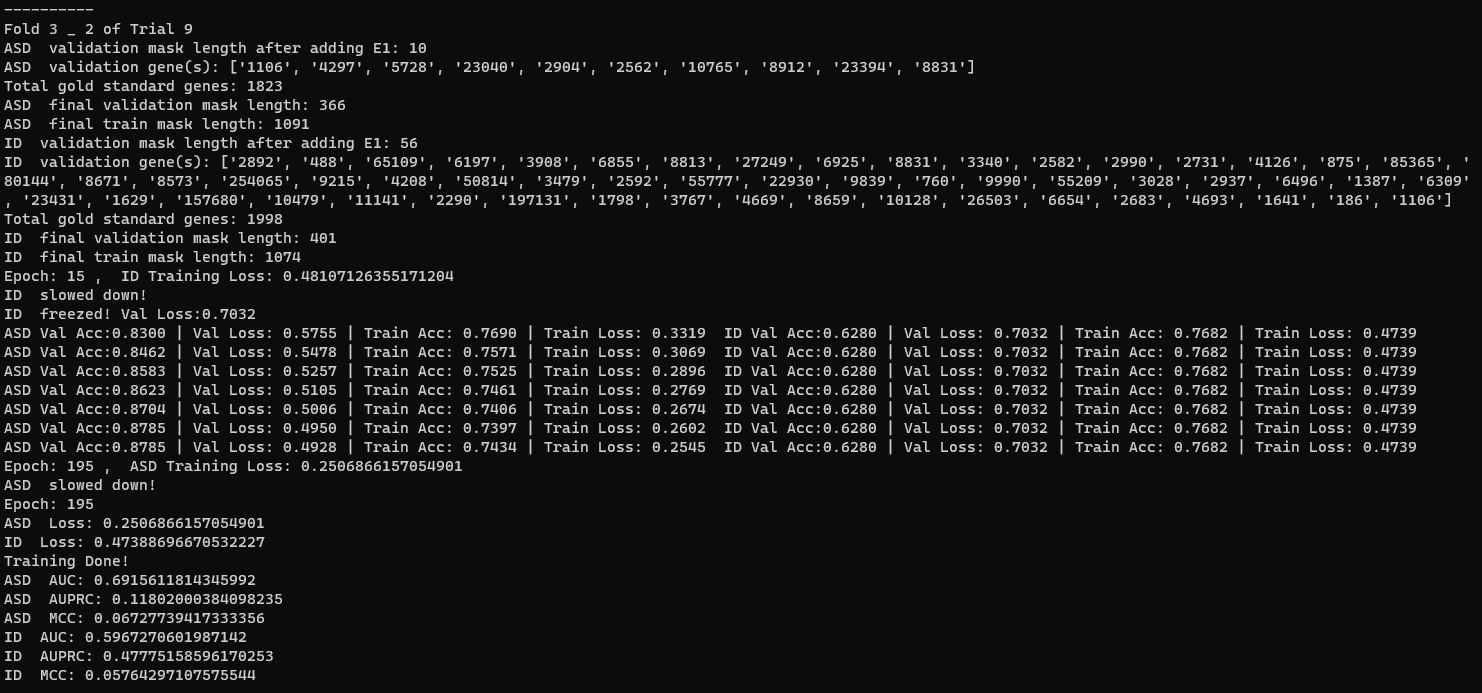 ----------
Fold 3 _ 2 of Trial 9
ASD  validation mask length after adding E1: 10
ASD  validation gene(s): ['1106', '4297', '5728', '23040', '2904', '2562', '10765', '8912', '23394', '8831']
Total gold standard genes: 1823
ASD  final validation mask length: 366
ASD  final train mask length: 1091
ID  validation mask length after adding E1: 56
ID  validation gene(s): ['2892', '488', '65109', '6197', '3908', '6855', '8813', '27249', '6925', '8831', '3340', '2582', '2990', '2731', '4126', '875', '85365', '
80144', '8671', '8573', '254065', '9215', '4208', '50814', '3479', '2592', '55777', '22930', '9839', '760', '9990', '55209', '3028', '2937', '6496', '1387', '6309'
, '23431', '1629', '157680', '10479', '11141', '2290', '197131', '1798', '3767', '4669', '8659', '10128', '26503', '6654', '2683', '4693', '1641', '186', '1106']
Total gold standard genes: 1998
ID  final validation mask length: 401
ID  final train mask length: 1074
Epoch: 15 ,  ID Training Loss: 0.48107126355171204
ID  slowed down!
ID  freezed! Val Loss:0.7032
ASD Val Acc:0.8300 | Val Loss: 0.5755 | Train Acc: 0.7690 | Train Loss: 0.3319  ID Val Acc:0.6280 | Val Loss: 0.7032 | Train Acc: 0.7682 | Train Loss: 0.4739
ASD Val Acc:0.8462 | Val Loss: 0.5478 | Train Acc: 0.7571 | Train Loss: 0.3069  ID Val Acc:0.6280 | Val Loss: 0.7032 | Train Acc: 0.7682 | Train Loss: 0.4739
ASD Val Acc:0.8583 | Val Loss: 0.5257 | Train Acc: 0.7525 | Train Loss: 0.2896  ID Val Acc:0.6280 | Val Loss: 0.7032 | Train Acc: 0.7682 | Train Loss: 0.4739
ASD Val Acc:0.8623 | Val Loss: 0.5105 | Train Acc: 0.7461 | Train Loss: 0.2769  ID Val Acc:0.6280 | Val Loss: 0.7032 | Train Acc: 0.7682 | Train Loss: 0.4739
ASD Val Acc:0.8704 | Val Loss: 0.5006 | Train Acc: 0.7406 | Train Loss: 0.2674  ID Val Acc:0.6280 | Val Loss: 0.7032 | Train Acc: 0.7682 | Train Loss: 0.4739
ASD Val Acc:0.8785 | Val Loss: 0.4950 | Train Acc: 0.7397 | Train Loss: 0.2602  ID Val Acc:0.6280 | Val Loss: 0.7032 | Train Acc: 0.7682 | Train Loss: 0.4739
ASD Val Acc:0.8785 | Val Loss: 0.4928 | Train Acc: 0.7434 | Train Loss: 0.2545  ID Val Acc:0.6280 | Val Loss: 0.7032 | Train Acc: 0.7682 | Train Loss: 0.4739
Epoch: 195 ,  ASD Training Loss: 0.2506866157054901
ASD  slowed down!
Epoch: 195
ASD  Loss: 0.2506866157054901
ID  Loss: 0.47388696670532227
Training Done!
ASD  AUC: 0.6915611814345992
ASD  AUPRC: 0.11802000384098235
ASD  MCC: 0.06727739417333356
ID  AUC: 0.5967270601987142
ID  AUPRC: 0.47775158596170253
ID  MCC: 0.05764297107575544